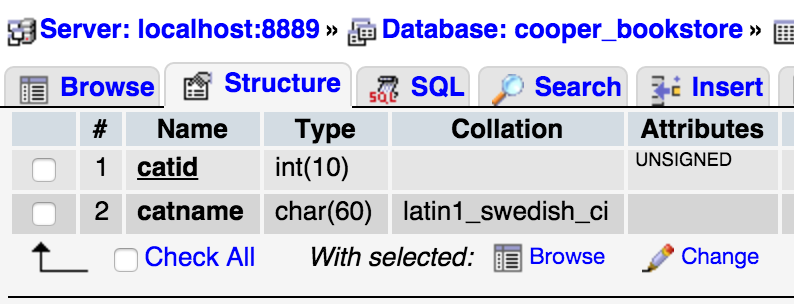 Server: localhost:8889 » Database: cooper_bookstore »
Browse Structure SQL Search Insert
# Name Type Collation Attributes
1 catid int(10) UNSIGNED
2 catname char(60) latin1_swedish_ci
Check All With selected: Browse Change